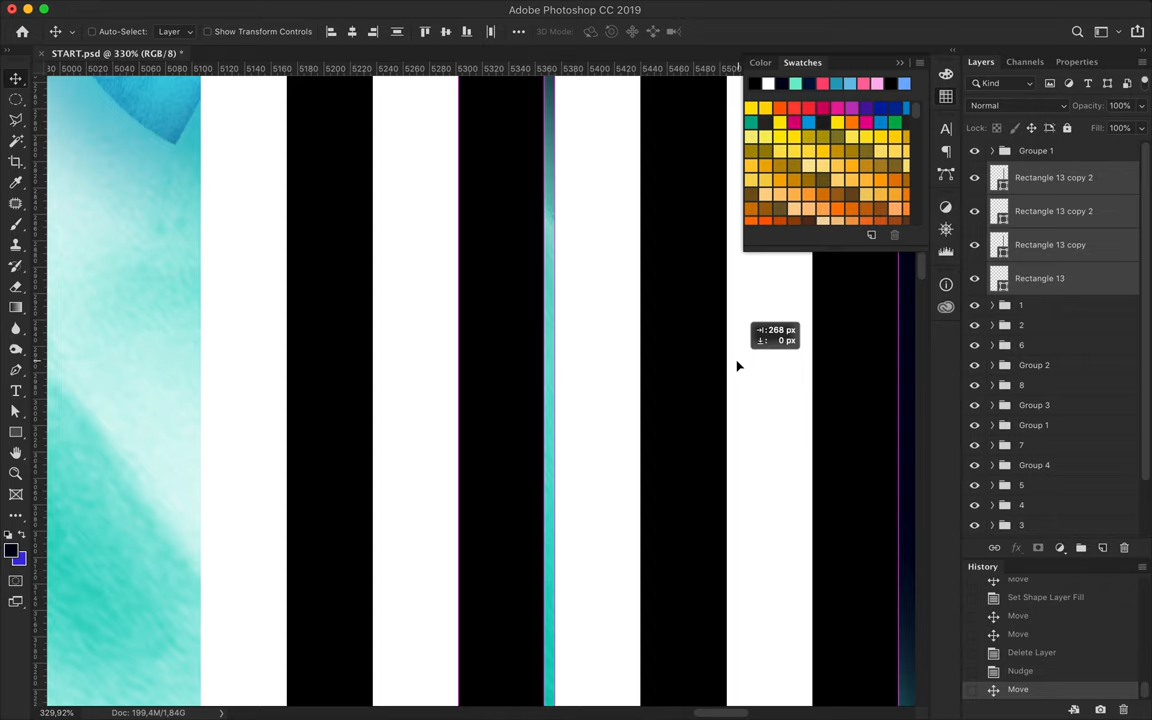 Adobe Photoshop CC 2019
Auto-Select: Layer Show Transform Controls 3D Mode:
START.psd @ 330% (RGB/8) *
5080 5100 5120 5140 5160 5180 5200 5220 5240 5260 5280 5300 5320 5340 5360 5380 5400 5420 5440 5460 5480 5500
Color Swatches
Layers Channels Properties
Kind
Normal Opacity: 100%
Lock: Fill: 100%
Groupe 1
Rectangle 13 copy 2
Rectangle 13 copy 2
Rectangle 13 copy
Rectangle 13
1
2
6
Group 2
8
Group 3
Group 1
7
Group 4
5
4
3
268 px
0 px
fx
History
Move
Set Shape Layer Fill
Move
Move
Delete Layer
Nudge
Move
329,92% Doc: 199,4M/1,84G